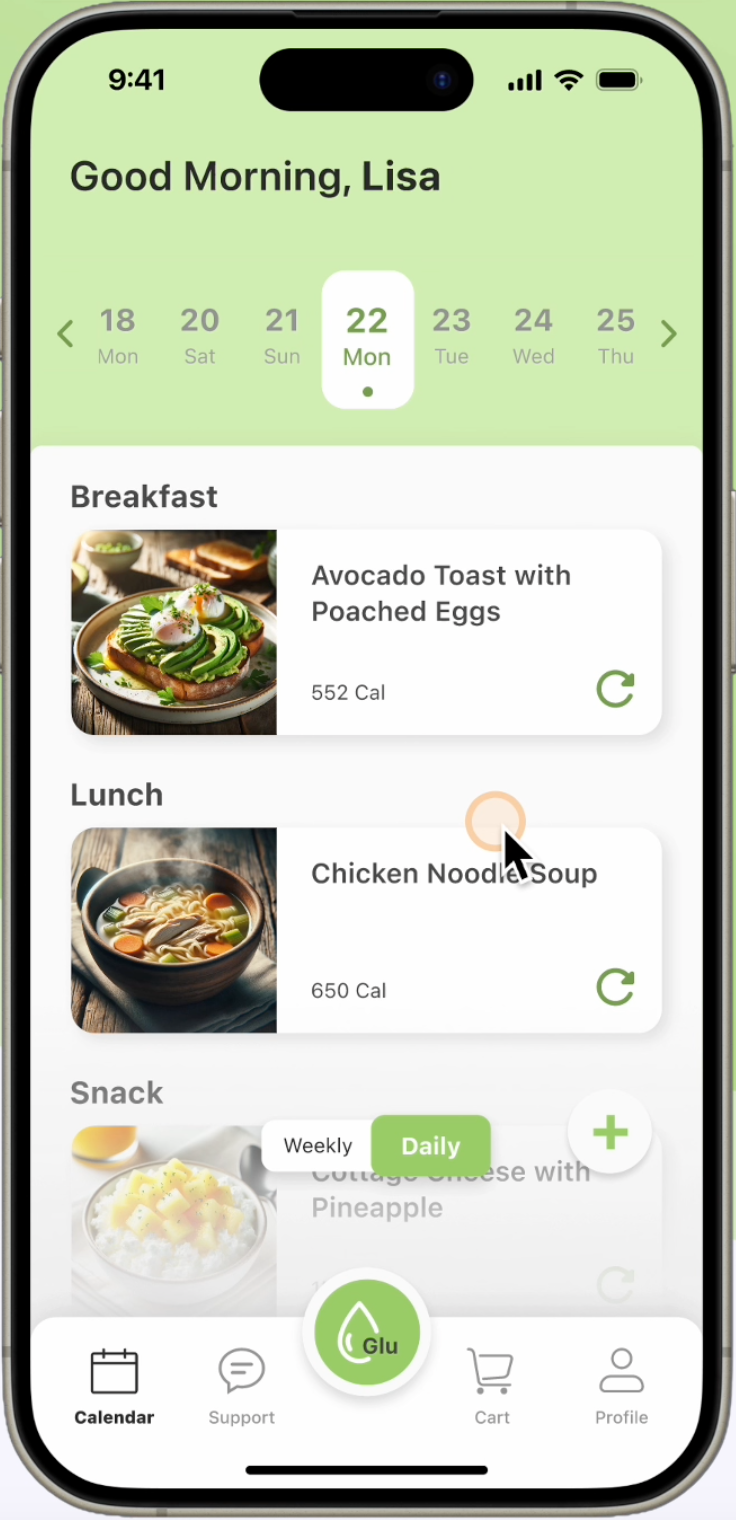 9:41
Good Morning, Lisa
18 20 21 22 23 24 25
Mon Sat Sun Mon Tue Wed Thu
Breakfast
Avocado Toast with
Poached Eggs
552 Cal
Lunch
Chicken Noodle Soup
650 Cal
Snack
Weekly Daily
Cottage Cheese with
Pineapple
Glu
Calendar Support Cart Profile